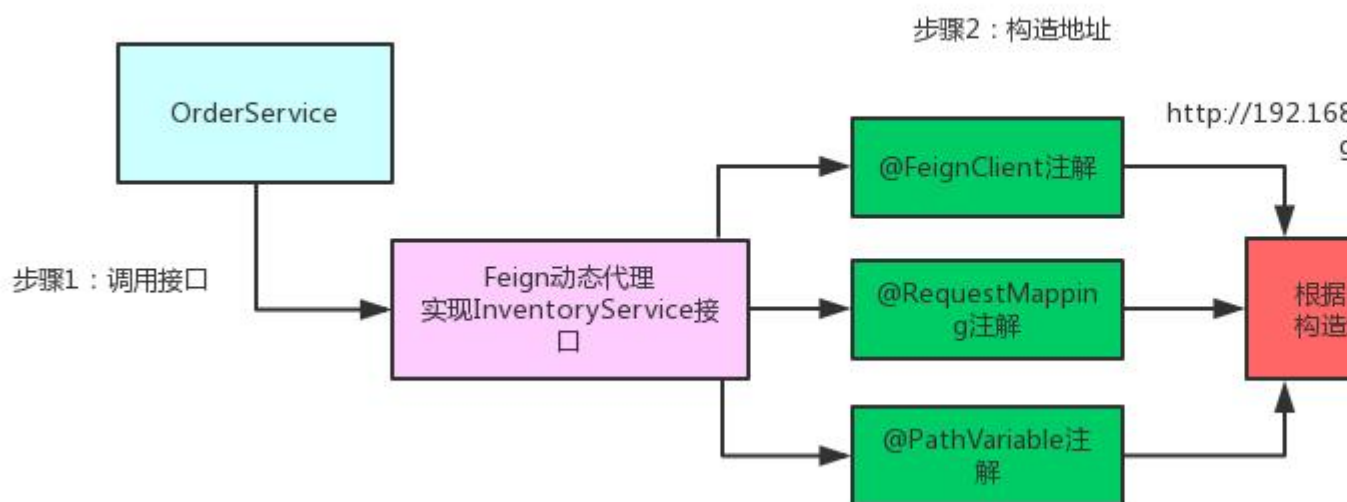 步骤2：构造地址
OrderService
http://192.168
@FeignClient注解
步骤1：调用接口
Feign动态代理
实现InventoryService接
口
@RequestMappin
g注解
根据
构造
@PathVariable注
解